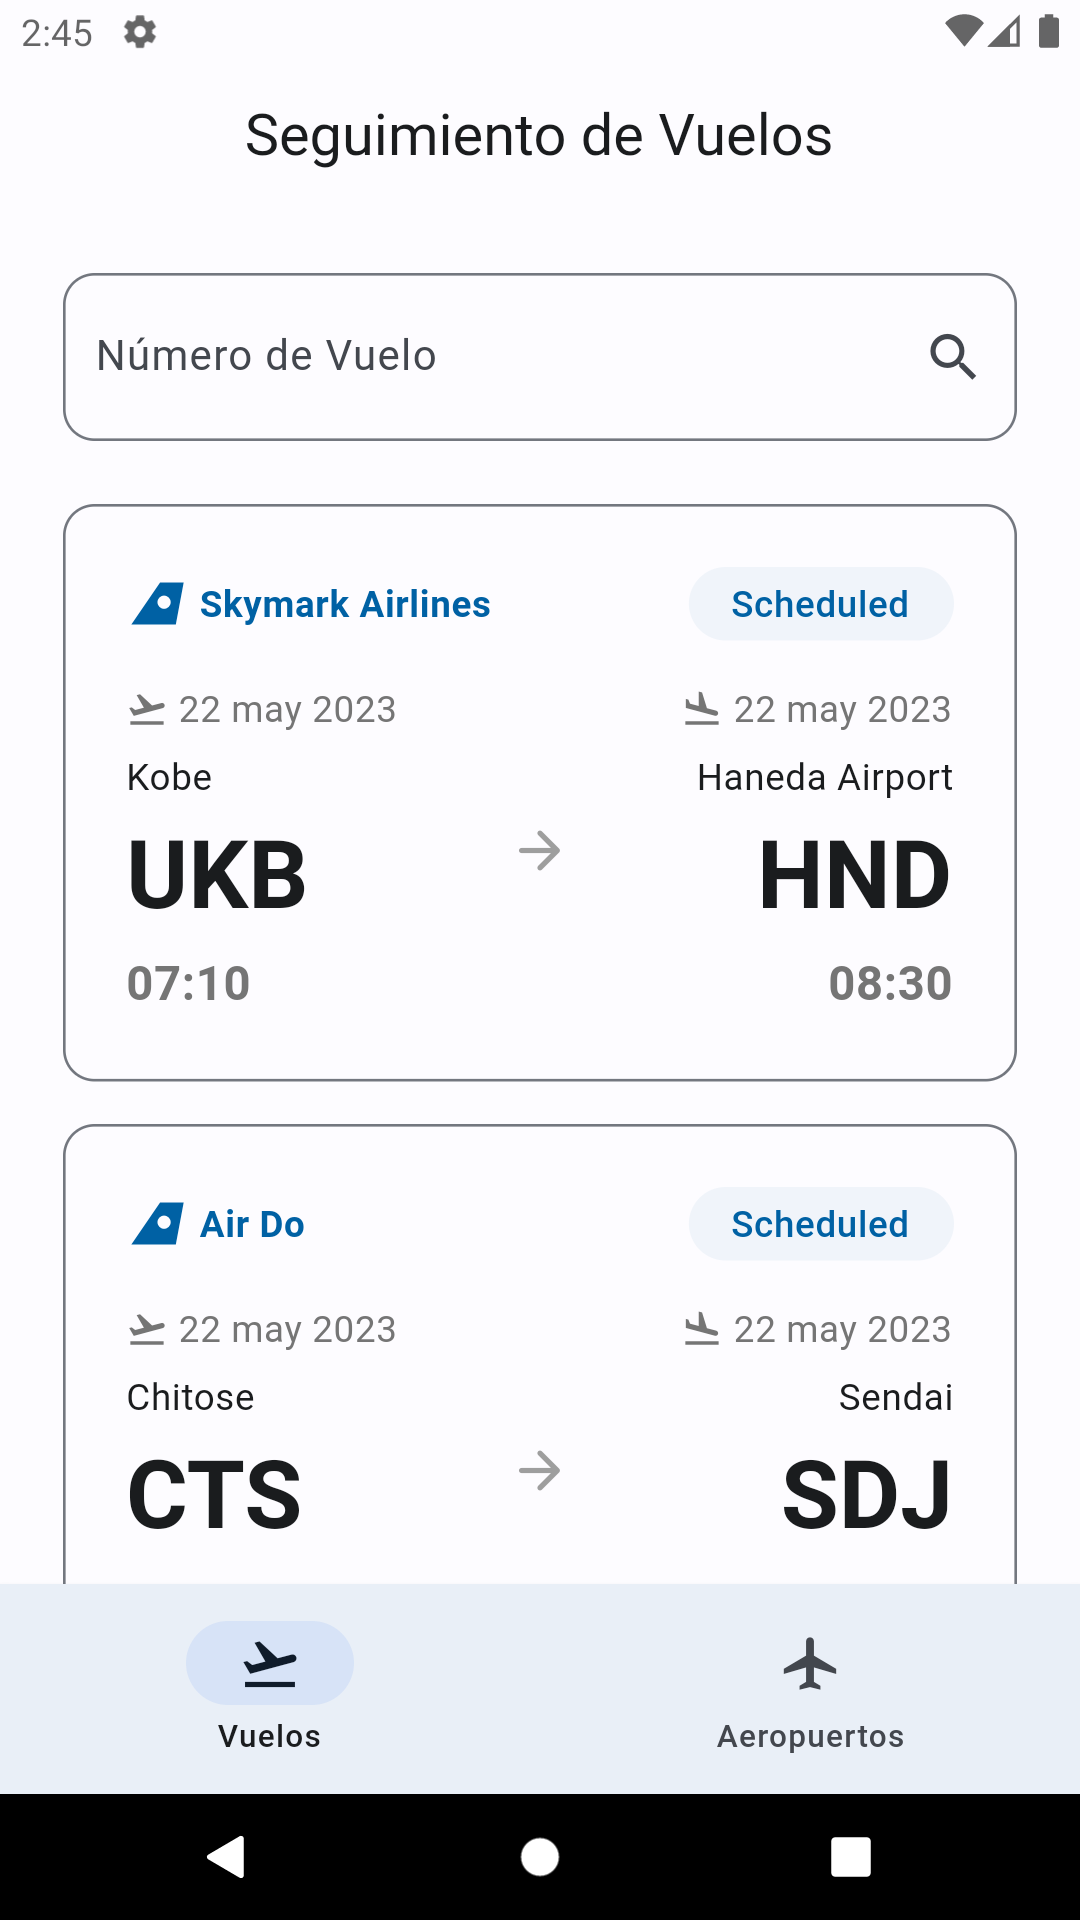 2:45
Seguimiento de Vuelos
Número de Vuelo
Skymark Airlines Scheduled
22 may 2023 22 may 2023
Kobe Haneda Airport
UKB HND
07:10 08:30
Air Do Scheduled
22 may 2023 22 may 2023
Chitose Sendai
CTS SDJ
Vuelos Aeropuertos